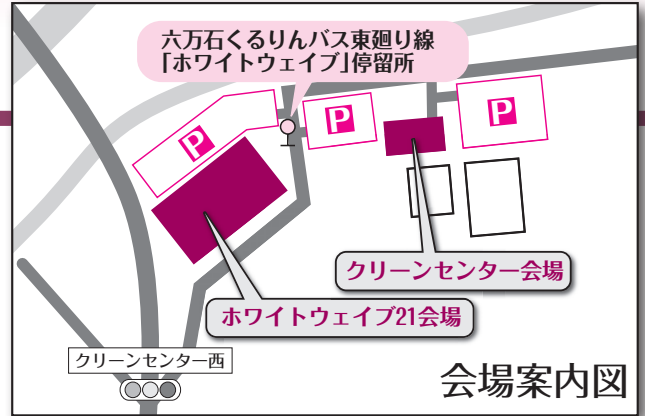 六万石くるりんバス東廻り線
「ホワイトウェイブ」停留所
P
P
P
クリーンセンター会場
ホワイトウェイブ21会場
クリーンセンター西
会場案内図